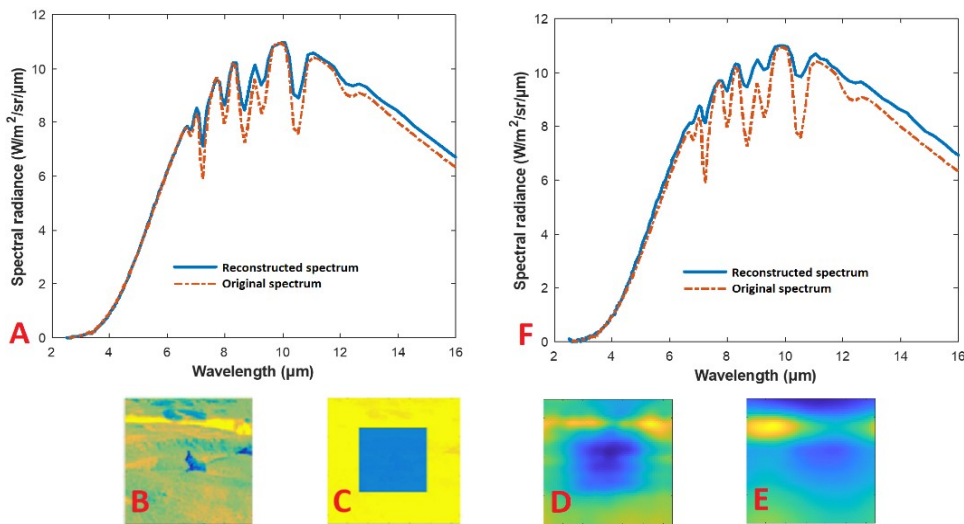 12
10
8
6
4
2
0
Spectral radiance (W/m²/sr/μm)
Reconstructed spectrum
Original spectrum
A
2 4 6 8 10 12 14 16
Wavelength (μm)
12
10
8
6
4
2
0
Spectral radiance (W/m²/sr/μm)
Reconstructed spectrum
Original spectrum
F
2 4 6 8 10 12 14 16
Wavelength (μm)
B C D E